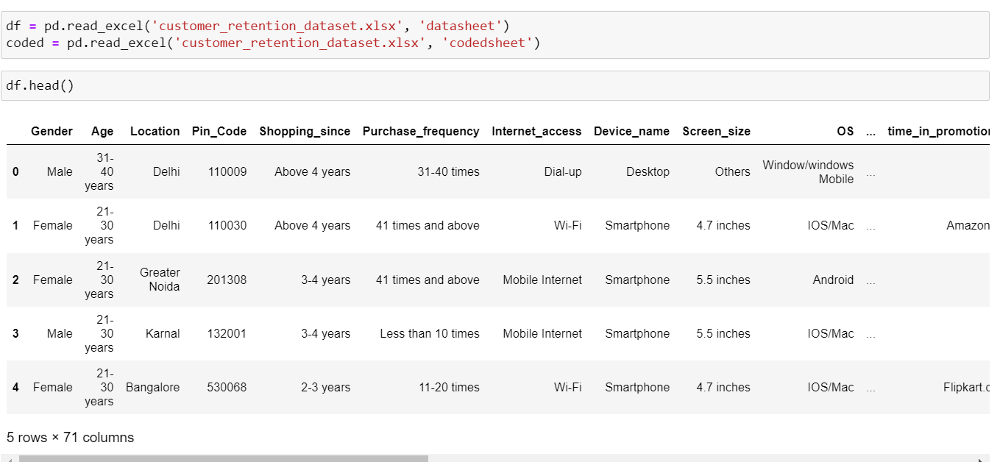 df = pd.read_excel('customer_retention_dataset.xlsx', 'datasheet')
coded = pd.read_excel('customer_retention_dataset.xlsx', 'codedsheet')
df.head()
Gender Age Location Pin_Code Shopping_since Purchase_frequency Internet_access Device_name Screen_size OS ... time_in_promotion
0 Male 31-40 years Delhi 110009 Above 4 years 31-40 times Dial-up Desktop Others Window/windows Mobile ...
1 Female 21-30 years Delhi 110030 Above 4 years 41 times and above Wi-Fi Smartphone 4.7 inches IOS/Mac ... Amazon
2 Female 21-30 years Greater Noida 201308 3-4 years 41 times and above Mobile Internet Smartphone 5.5 inches Android ...
3 Male 21-30 years Karnal 132001 3-4 years Less than 10 times Mobile Internet Smartphone 5.5 inches IOS/Mac ...
4 Female 21-30 years Bangalore 530068 2-3 years 11-20 times Wi-Fi Smartphone 4.7 inches IOS/Mac ... Flipkart.c
5 rows × 71 columns